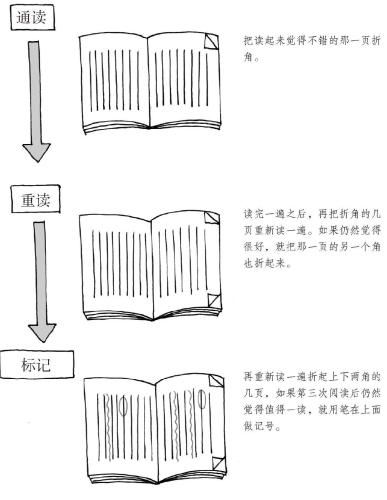 通读
把读起来觉得不错的那一页折
角。
重读
读完一遍之后，再把折角的几
页重新读一遍。如果仍然觉得
很好，就把那一页的另一个角
也折起来。
标记
再重新读一遍折起上下两角的
几页，如果第三次阅读后仍然
觉得值得一读，就用笔在上面
做记号。